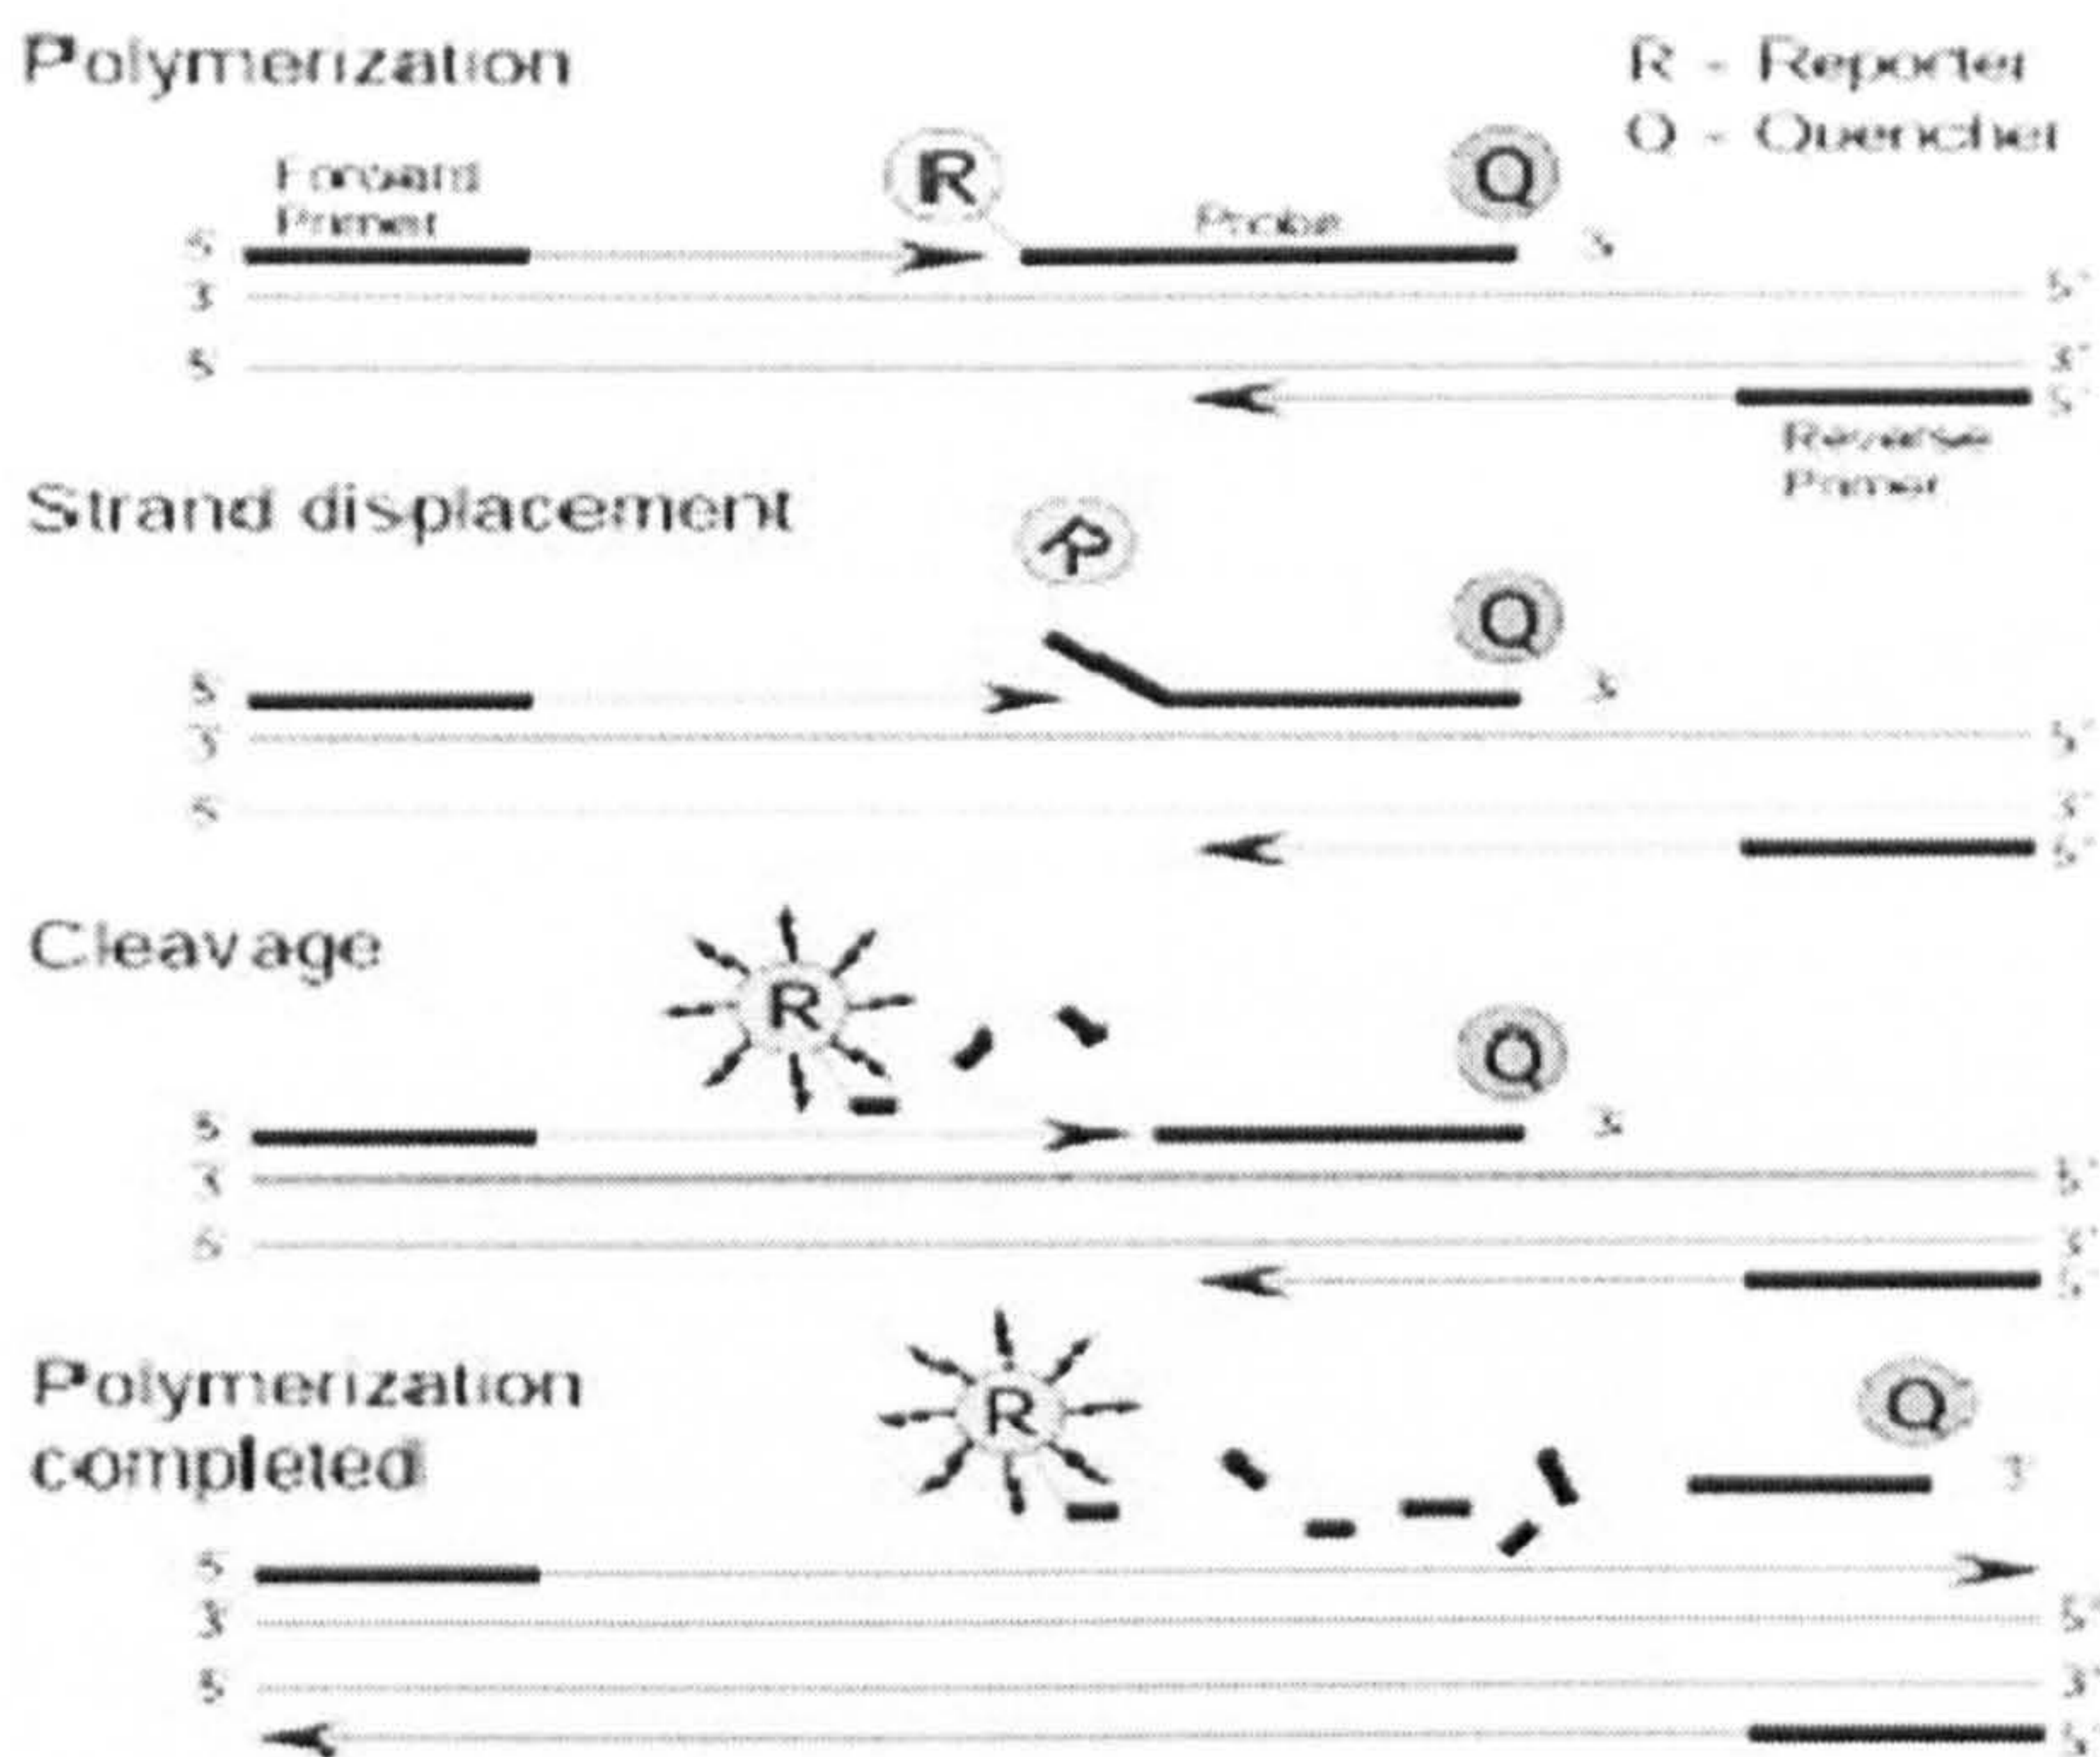 Polymerization
R - Reporter
Q - Quencher
Forward
Primer
R
Probe
Q
5'
3'
3'
5'
5'
3'
5'
Reverse
Primer
Strand displacement
R
Q
5'
3'
3'
5'
5'
3'
5'
Cleavage
R
Q
5'
3'
3'
5'
5'
3'
5'
Polymerization
completed
R
Q
3'
5'
3'
5'
5'
3'
5'